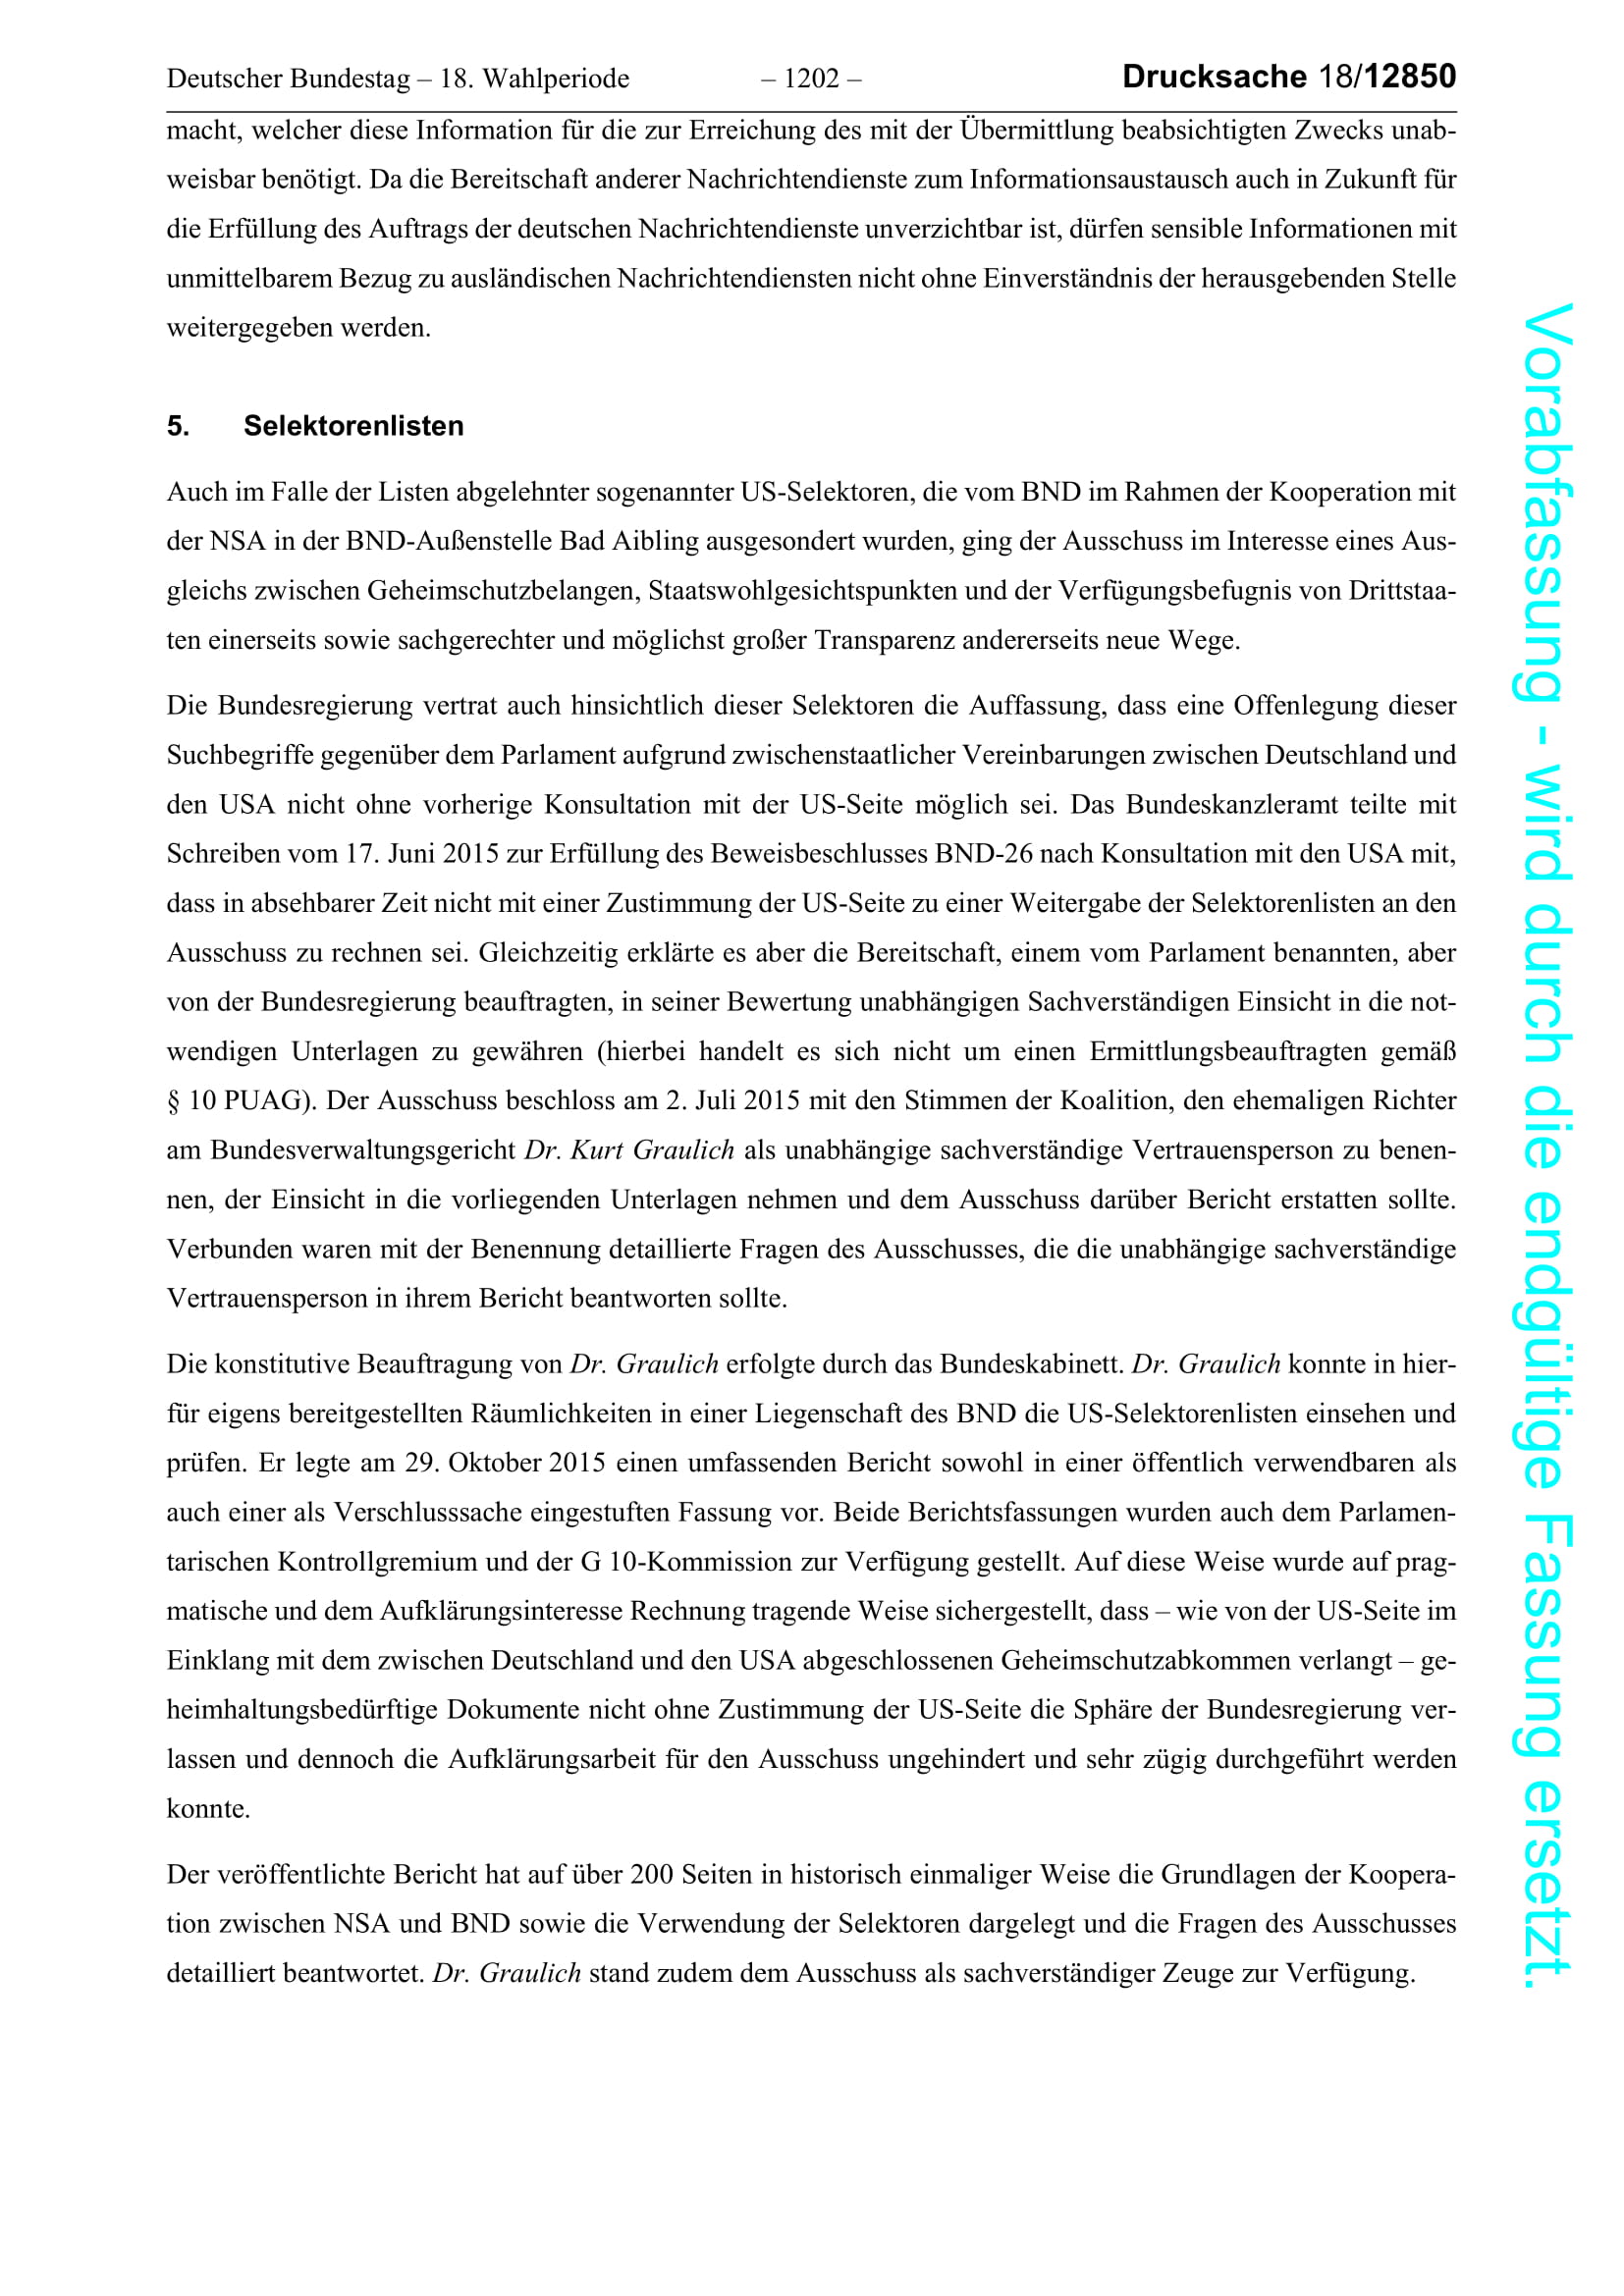 Deutscher Bundestag – 18. Wahlperiode – 1202 – Drucksache 18/12850
macht, welcher diese Information für die zur Erreichung des mit der Übermittlung beabsichtigten Zwecks unab-
weisbar benötigt. Da die Bereitschaft anderer Nachrichtendienste zum Informationsaustausch auch in Zukunft für
die Erfüllung des Auftrags der deutschen Nachrichtendienste unverzichtbar ist, dürfen sensible Informationen mit
unmittelbarem Bezug zu ausländischen Nachrichtendiensten nicht ohne Einverständnis der herausgebenden Stelle
weitergegeben werden.
5. Selektorenlisten
Auch im Falle der Listen abgelehnter sogenannter US-Selektoren, die vom BND im Rahmen der Kooperation mit
der NSA in der BND-Außenstelle Bad Aibling ausgesondert wurden, ging der Ausschuss im Interesse eines Aus-
gleichs zwischen Geheimschutzbelangen, Staatswohlgesichtspunkten und der Verfügungsbefugnis von Drittstaa-
ten einerseits sowie sachgerechter und möglichst großer Transparenz andererseits neue Wege.
Die Bundesregierung vertrat auch hinsichtlich dieser Selektoren die Auffassung, dass eine Offenlegung dieser
Suchbegriffe gegenüber dem Parlament aufgrund zwischenstaatlicher Vereinbarungen zwischen Deutschland und
den USA nicht ohne vorherige Konsultation mit der US-Seite möglich sei. Das Bundeskanzleramt teilte mit
Schreiben vom 17. Juni 2015 zur Erfüllung des Beweisbeschlusses BND-26 nach Konsultation mit den USA mit,
dass in absehbarer Zeit nicht mit einer Zustimmung der US-Seite zu einer Weitergabe der Selektorenlisten an den
Ausschuss zu rechnen sei. Gleichzeitig erklärte es aber die Bereitschaft, einem vom Parlament benannten, aber
von der Bundesregierung beauftragten, in seiner Bewertung unabhängigen Sachverständigen Einsicht in die not-
wendigen Unterlagen zu gewähren (hierbei handelt es sich nicht um einen Ermittlungsbeauftragten gemäß
§ 10 PUAG). Der Ausschuss beschloss am 2. Juli 2015 mit den Stimmen der Koalition, den ehemaligen Richter
am Bundesverwaltungsgericht Dr. Kurt Graulich als unabhängige sachverständige Vertrauensperson zu benen-
nen, der Einsicht in die vorliegenden Unterlagen nehmen und dem Ausschuss darüber Bericht erstatten sollte.
Verbunden waren mit der Benennung detaillierte Fragen des Ausschusses, die die unabhängige sachverständige
Vertrauensperson in ihrem Bericht beantworten sollte.
Die konstitutive Beauftragung von Dr. Graulich erfolgte durch das Bundeskabinett. Dr. Graulich konnte in hier-
für eigens bereitgestellten Räumlichkeiten in einer Liegenschaft des BND die US-Selektorenlisten einsehen und
prüfen. Er legte am 29. Oktober 2015 einen umfassenden Bericht sowohl in einer öffentlich verwendbaren als
auch einer als Verschlusssache eingestuften Fassung vor. Beide Berichtsfassungen wurden auch dem Parlamen-
tarischen Kontrollgremium und der G 10-Kommission zur Verfügung gestellt. Auf diese Weise wurde auf prag-
matische und dem Aufklärungsinteresse Rechnung tragende Weise sichergestellt, dass – wie von der US-Seite im
Einklang mit dem zwischen Deutschland und den USA abgeschlossenen Geheimschutzabkommen verlangt – ge-
heimhaltungsbedürftige Dokumente nicht ohne Zustimmung der US-Seite die Sphäre der Bundesregierung ver-
lassen und dennoch die Aufklärungsarbeit für den Ausschuss ungehindert und sehr zügig durchgeführt werden
konnte.
Der veröffentlichte Bericht hat auf über 200 Seiten in historisch einmaliger Weise die Grundlagen der Koopera-
tion zwischen NSA und BND sowie die Verwendung der Selektoren dargelegt und die Fragen des Ausschusses
detailliert beantwortet. Dr. Graulich stand zudem dem Ausschuss als sachverständiger Zeuge zur Verfügung.
Vorabfassung - wird durch die endgültige Fassung ersetzt.